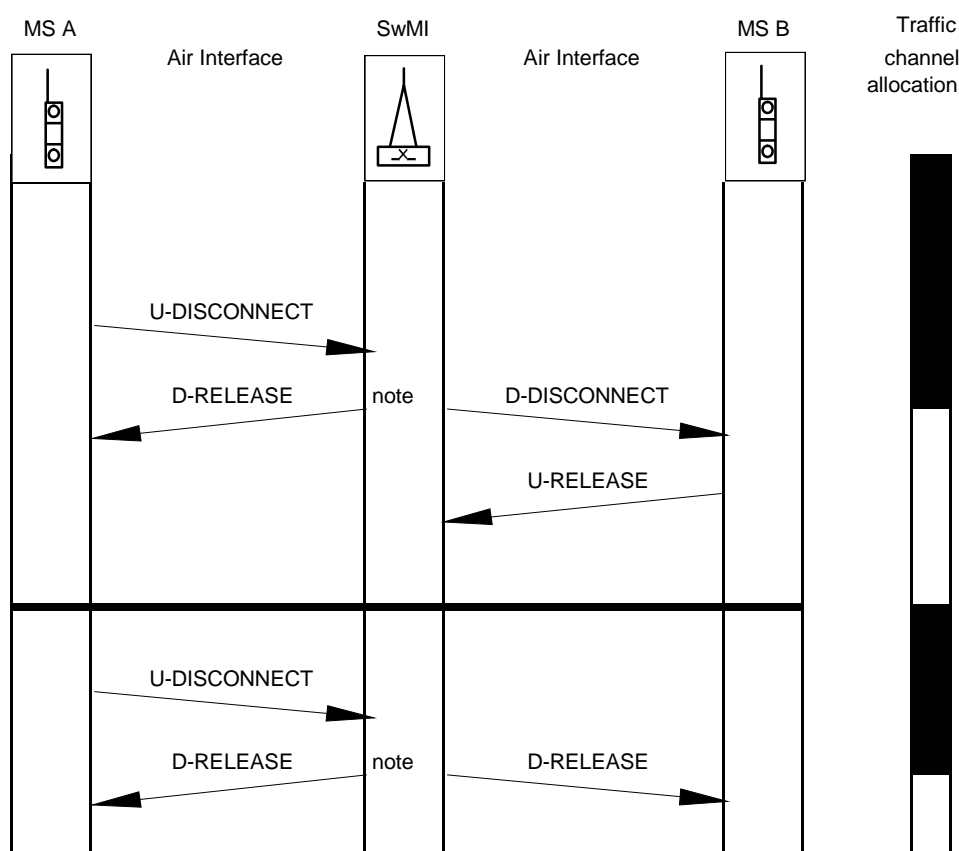 MS A
SwMI
MS B
Traffic
channel
allocation
Air Interface
Air Interface
U-DISCONNECT
D-RELEASE
note
D-DISCONNECT
U-RELEASE
U-DISCONNECT
D-RELEASE
note
D-RELEASE